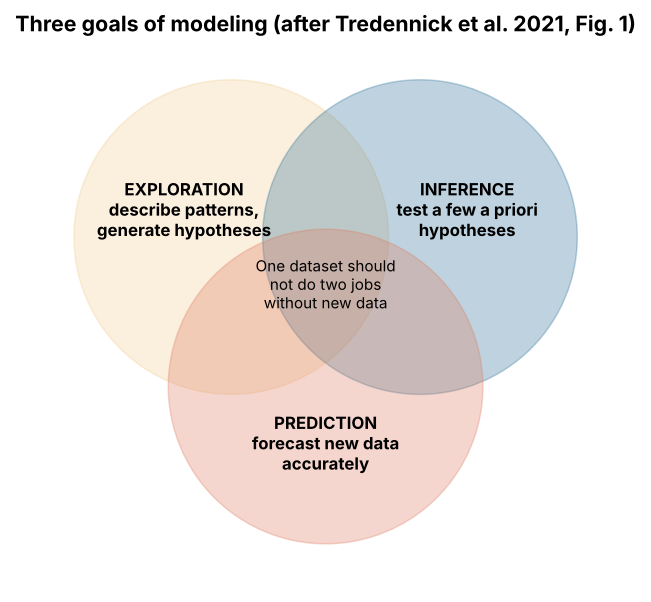 Three goals of modeling (after Tredennick et al. 2021, Fig. 1)
EXPLORATION
describe patterns,
generate hypotheses
INFERENCE
test a few a priori
hypotheses
One dataset should
not do two jobs
without new data
PREDICTION
forecast new data
accurately